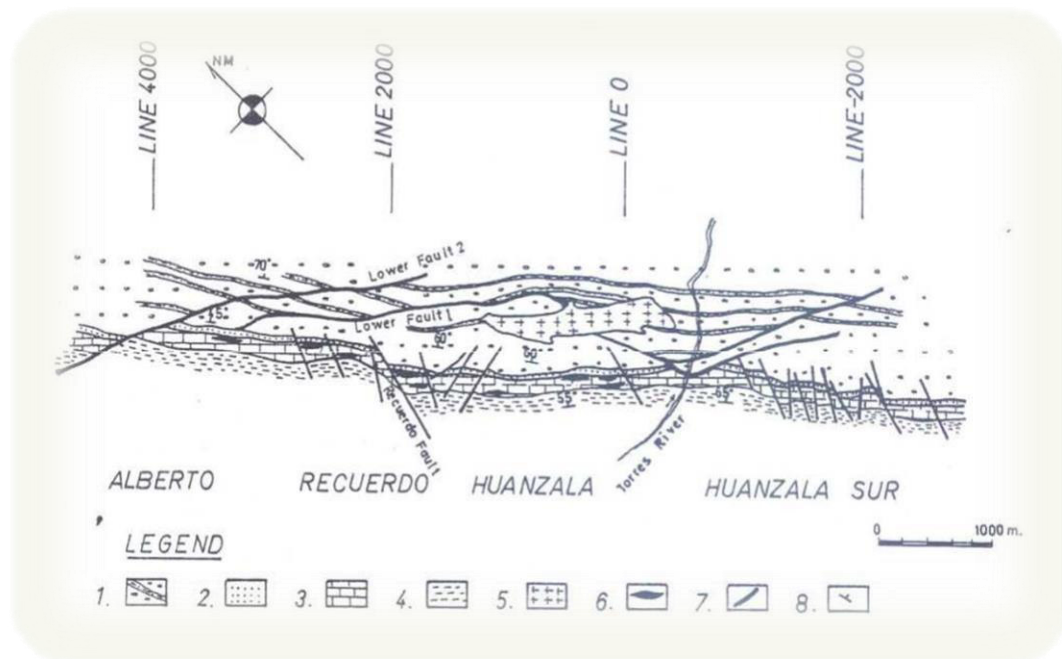 LINE 4000
NM
LINE 2000
LINE 0
LINE-2000
70°
Lower Fault 2
Lower Fault 1
60°
Recuerdo Fault
55°
65°
Torres River
ALBERTO
RECUERDO
HUANZALA
HUANZALA SUR
0 1000 m.
LEGEND
1. 2. 3. 4. 5. 6. 7. 8.